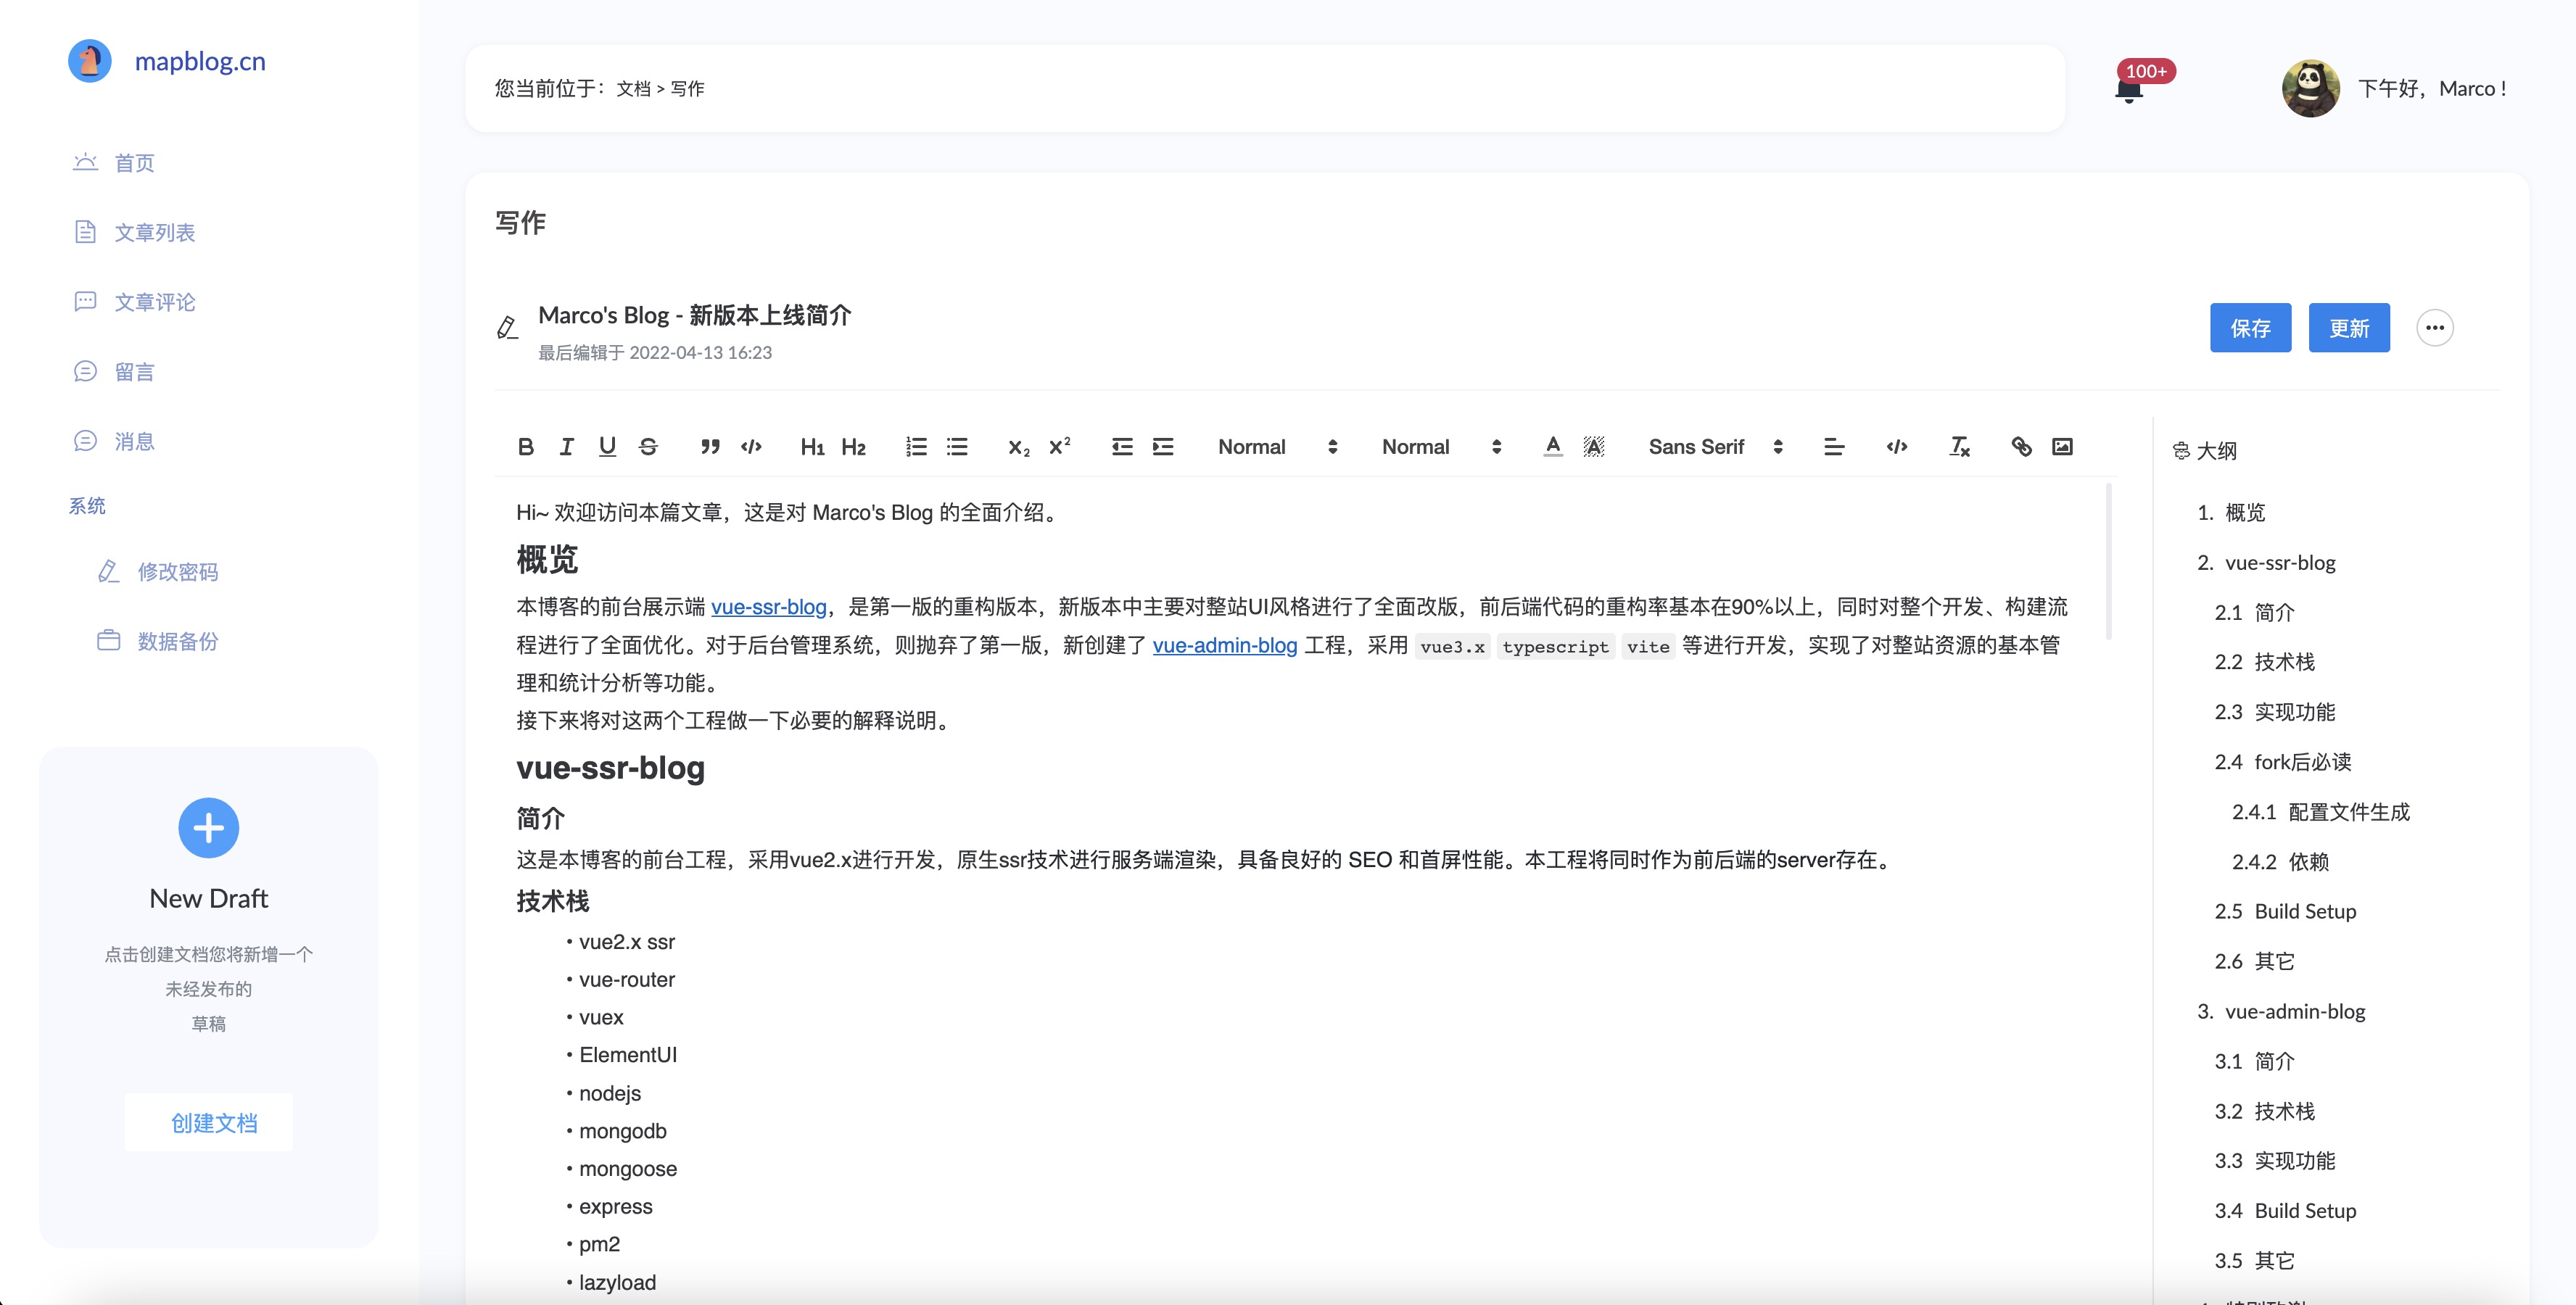 mapblog.cn
首页
文章列表
文章评论
留言
消息
系统
修改密码
数据备份
New Draft
点击创建文档您将新增一个
未经发布的
草稿
创建文档
您当前位于：文档 > 写作
100+
下午好，Marco !
写作
Marco's Blog - 新版本上线简介
最后编辑于 2022-04-13 16:23
保存
更新
B I U S H1 H2 X2 X2 Normal Normal A A Sans Serif Tx
Hi~ 欢迎访问本篇文章，这是对 Marco's Blog 的全面介绍。
概览
本博客的前台展示端 vue-ssr-blog，是第一版的重构版本，新版本中主要对整站UI风格进行了全面改版，前后端代码的重构率基本在90%以上，同时对整个开发、构建流
程进行了全面优化。对于后台管理系统，则抛弃了第一版，新创建了 vue-admin-blog 工程，采用 vue3.x typescript vite 等进行开发，实现了对整站资源的基本管
理和统计分析等功能。
接下来将对这两个工程做一下必要的解释说明。
vue-ssr-blog
简介
这是本博客的前台工程，采用vue2.x进行开发，原生ssr技术进行服务端渲染，具备良好的 SEO 和首屏性能。本工程将同时作为前后端的server存在。
技术栈
• vue2.x ssr
• vue-router
• vuex
• ElementUI
• nodejs
• mongodb
• mongoose
• express
• pm2
• lazyload
大纲
1. 概览
2. vue-ssr-blog
2.1 简介
2.2 技术栈
2.3 实现功能
2.4 fork后必读
2.4.1 配置文件生成
2.4.2 依赖
2.5 Build Setup
2.6 其它
3. vue-admin-blog
3.1 简介
3.2 技术栈
3.3 实现功能
3.4 Build Setup
3.5 其它